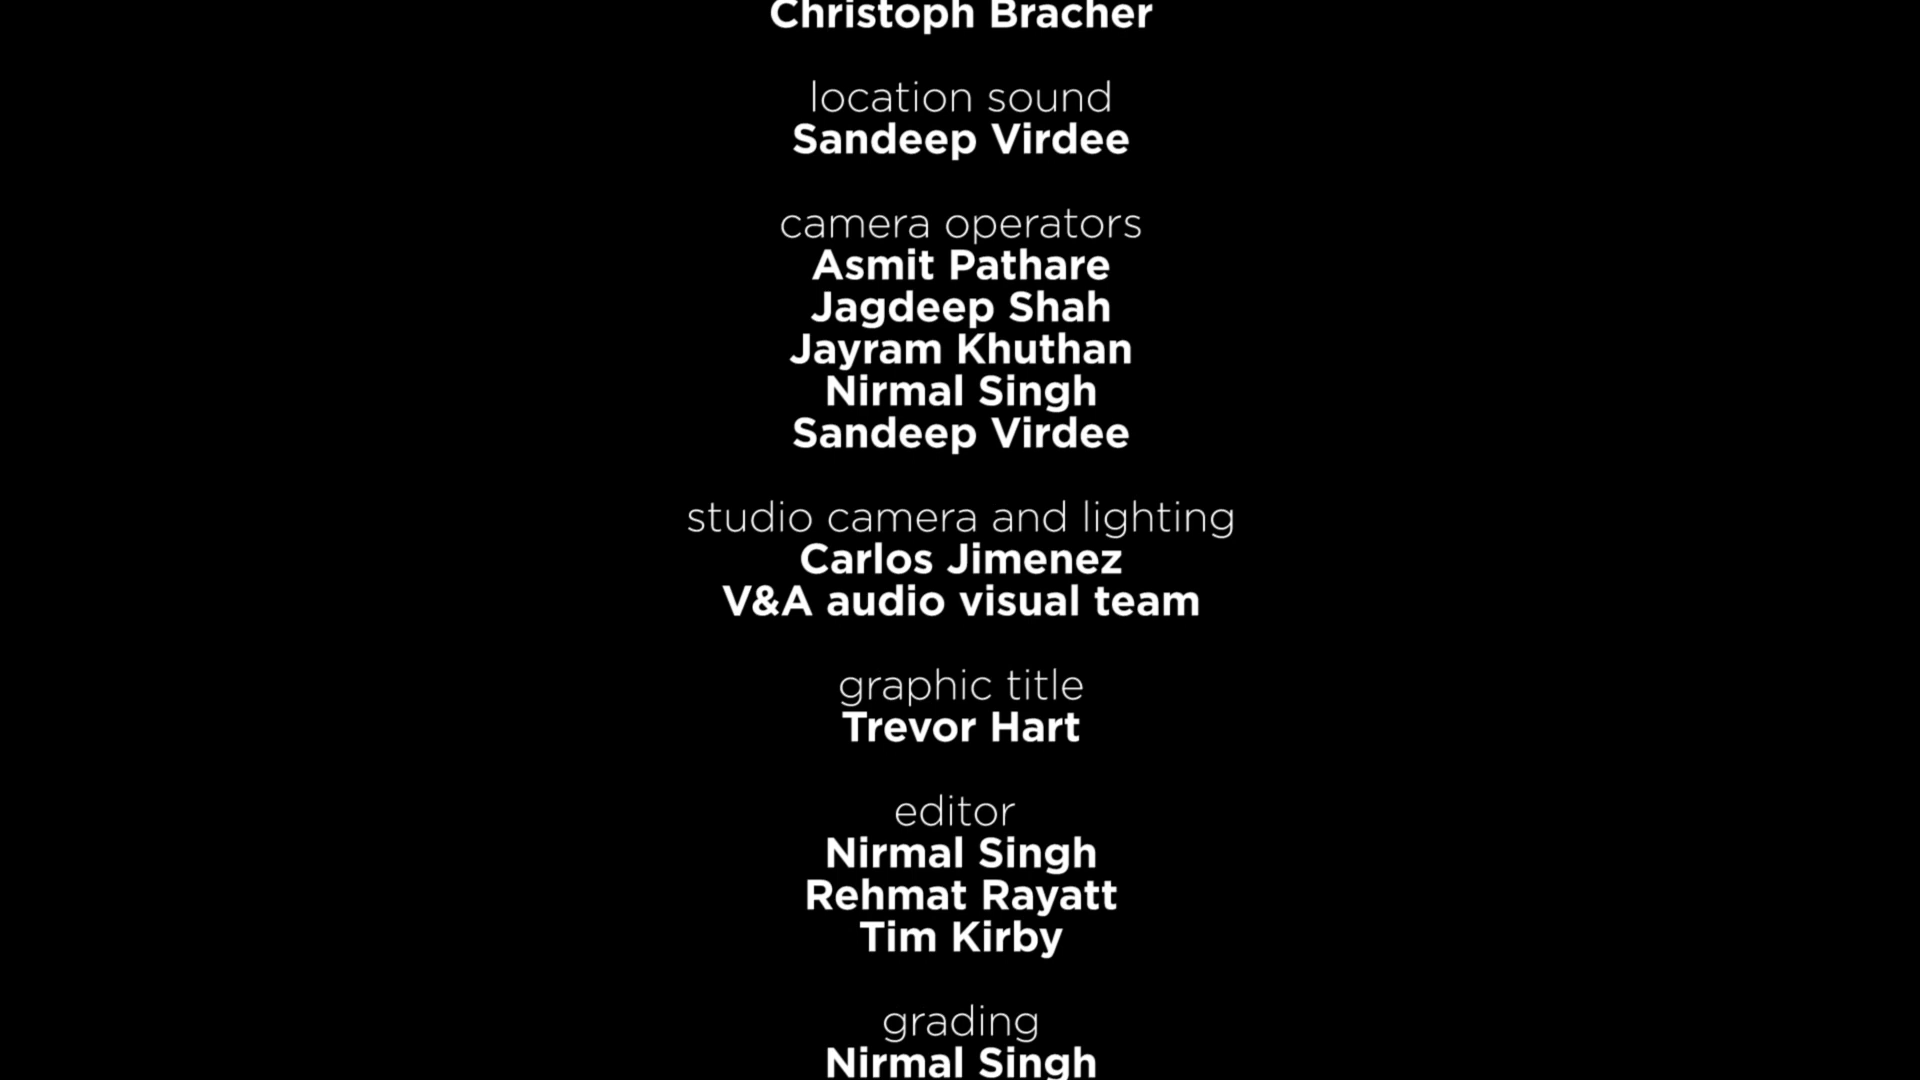 Christoph Bracher
location sound
Sandeep Virdee
camera operators
Asmit Pathare
Jagdeep Shah
Jayram Khuthan
Nirmal Singh
Sandeep Virdee
studio camera and lighting
Carlos Jimenez
V&A audio visual team
graphic title
Trevor Hart
editor
Nirmal Singh
Rehmat Rayatt
Tim Kirby
grading
Nirmal Singh